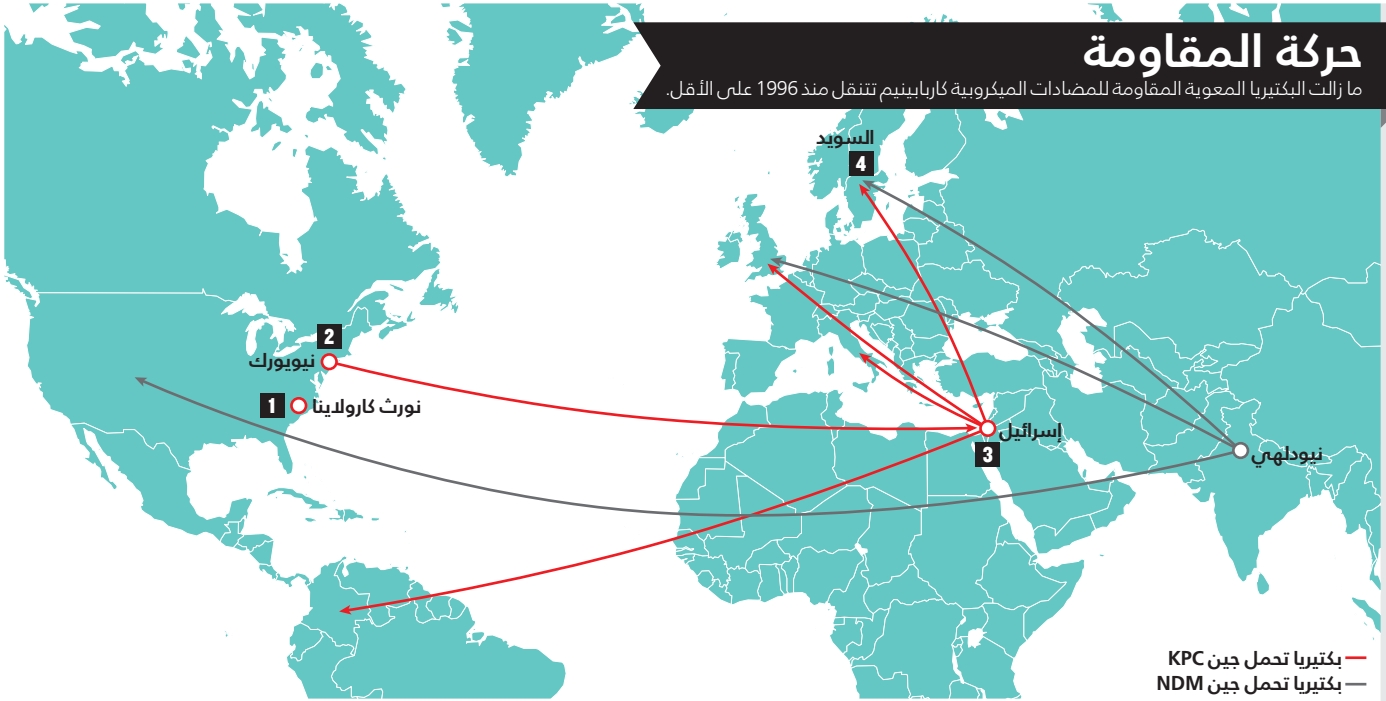 حركة المقاومة
ما زالت البكتيريا المعوية المقاومة للمضادات الميكروبية كاربابينيم تتنقل منذ 1996 على الأقل.
السويد
4
2
نيويورك
1
نورث كارولاينا
إسرائيل
3
نيودلهي
بكتيريا تحمل جين KPC
بكتيريا تحمل جين NDM